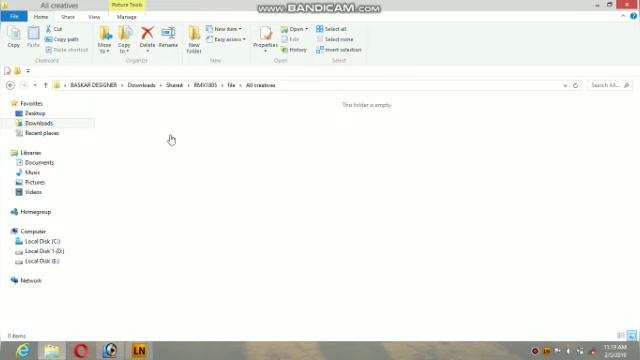 All creatives
Picture Tools
www.BANDICAM.com
File
Home
Share
View
Manage
Copy
Paste
Cut
Copy path
Paste shortcut
Move to
Copy to
Delete
Rename
New folder
New item
Easy access
Properties
Open
Edit
History
Select all
Select none
Invert selection
Clipboard
Organize
New
Open
Select
BASKAR DESIGNER
Downloads
Shareit
RMX1805
file
All creatives
Search All ...
This folder is empty.
Favorites
Desktop
Downloads
Recent places
Libraries
Documents
Music
Pictures
Videos
Homegroup
Computer
Local Disk (C:)
Local Disk 1 (D:)
Local Disk (E:)
Network
0 items
LN
LN
11:19 AM
2/5/2016